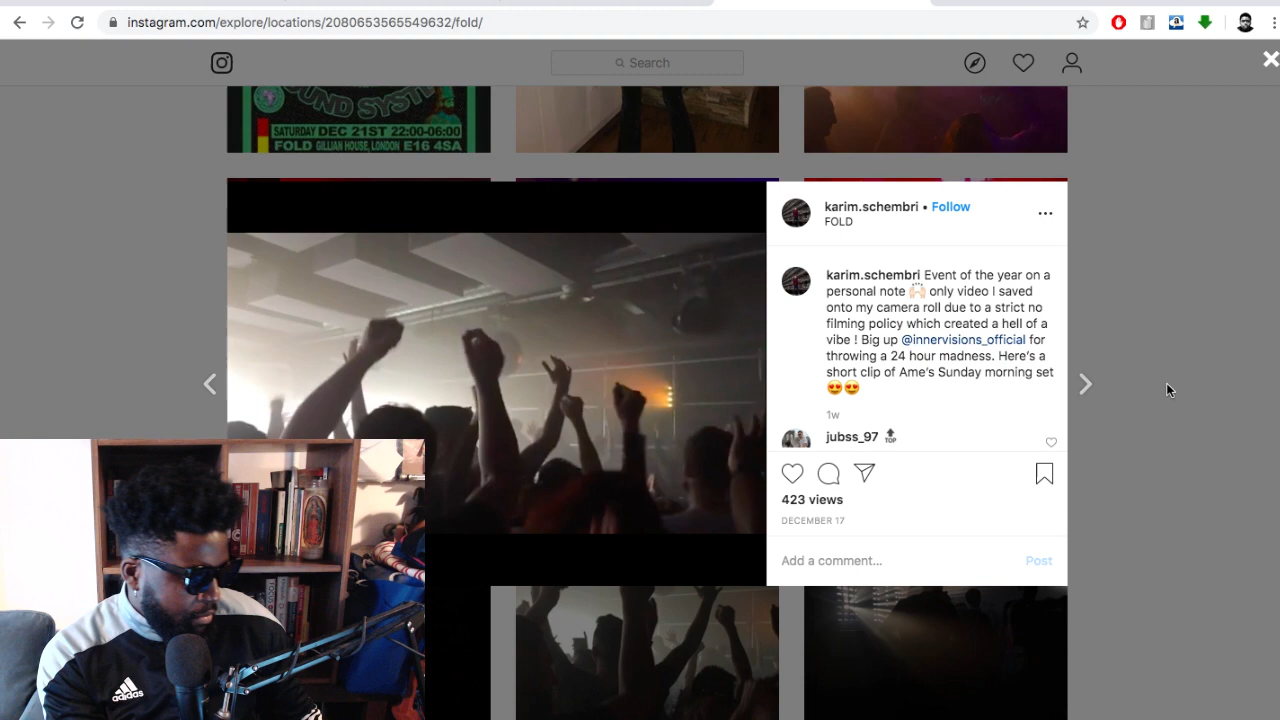 instagram.com/explore/locations/2080653565549632/fold/
Search
OUND SYSTE
SATURDAY DEC 21ST 22:00-06:00
FOLD GILLIAN HOUSE, LONDON E16 4SA
karim.schembri • Follow
FOLD
karim.schembri Event of the year on a
personal note 🙌🏻 only video I saved
onto my camera roll due to a strict no
filming policy which created a hell of a
vibe ! Big up @innervisions_official for
throwing a 24 hour madness. Here's a
short clip of Ame's Sunday morning set
😍😍
1w
jubss_97 🔝
423 views
DECEMBER 17
Add a comment...
Post
adidas